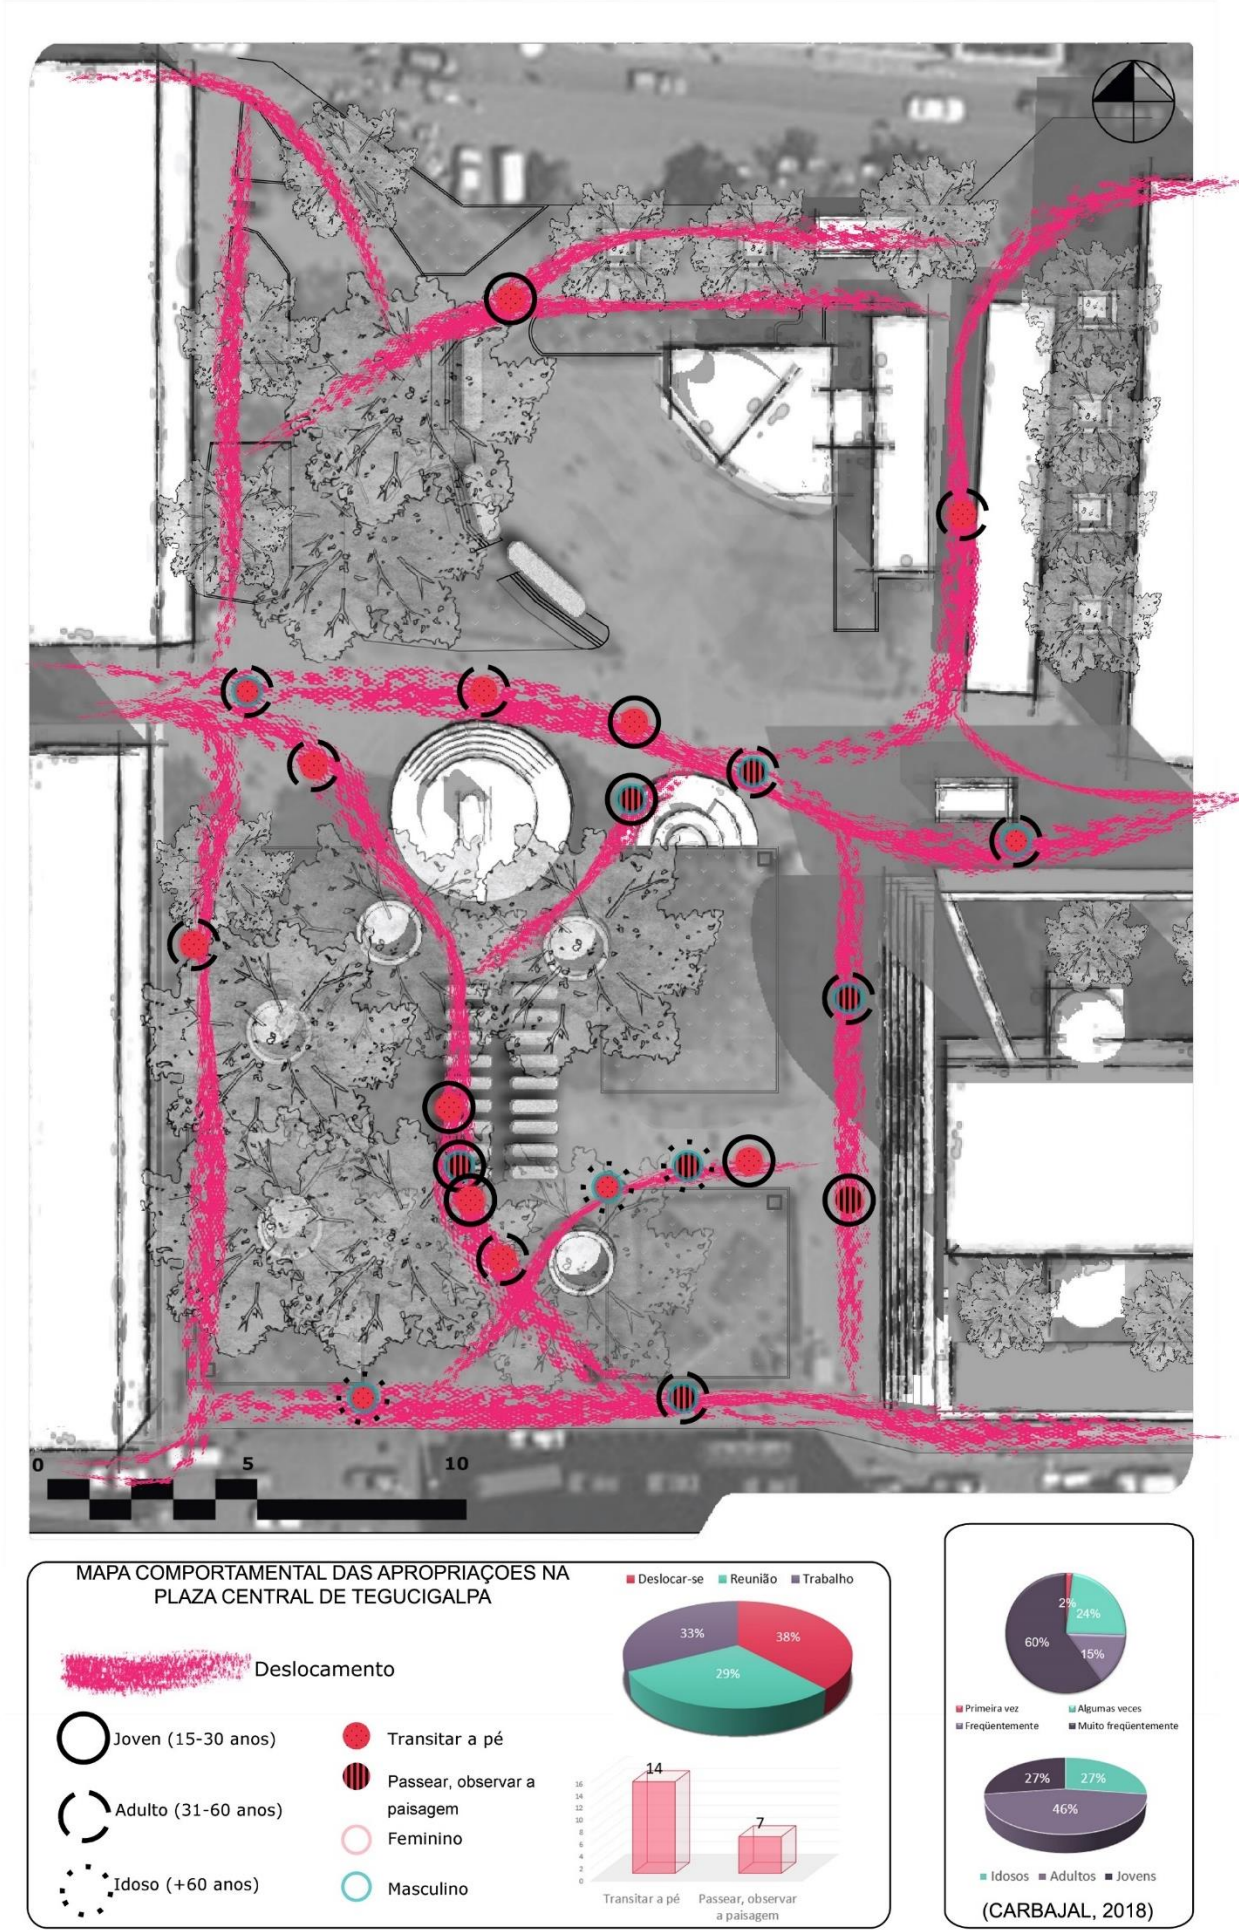 0 5 10
MAPA COMPORTAMENTAL DAS APROPRIAÇOES NA
PLAZA CENTRAL DE TEGUCIGALPA
Deslocamento
Joven (15-30 anos)
Adulto (31-60 anos)
Idoso (+60 anos)
Transitar a pé
Passear, observar a
paisagem
Feminino
Masculino
Deslocar-se Reunião Trabalho
33%
38%
29%
16
14
12
10
8
6
4
2
0
14
7
Transitar a pé
Passear, observar
a paisagem
2%
24%
60%
15%
Primeira vez Algumas veces
Freqüentemente Muito freqüentemente
27%
27%
46%
Idosos Adultos Jovens
(CARBAJAL, 2018)